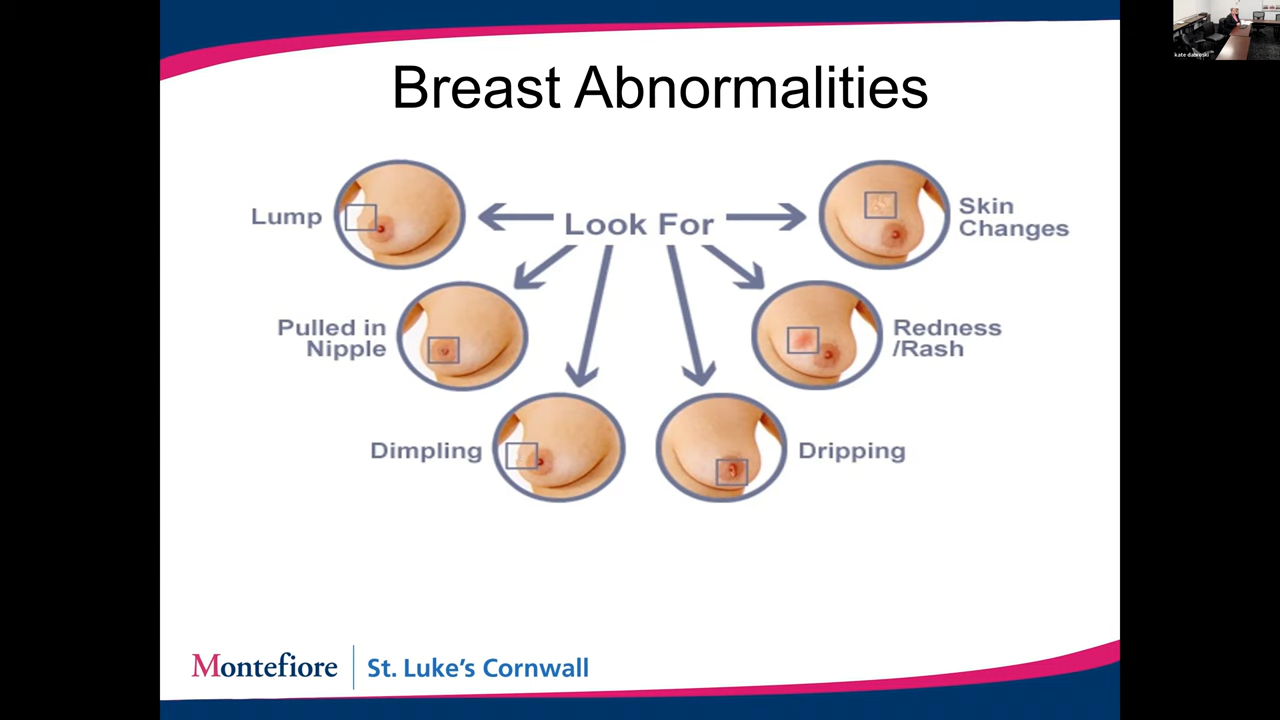 Breast Abnormalities
Look For
Lump
Pulled in
Nipple
Dimpling
Skin
Changes
Redness
/Rash
Dripping
Montefiore
St. Luke's Cornwall